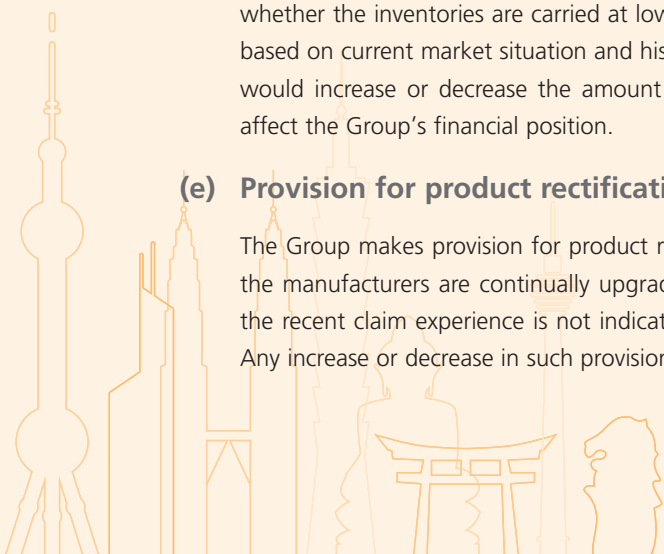 whether the inventories are carried at low
based on current market situation and his
would increase or decrease the amount
affect the Group’s financial position.
(e) Provision for product rectificati
The Group makes provision for product r
the manufacturers are continually upgrad
the recent claim experience is not indicat
Any increase or decrease in such provision